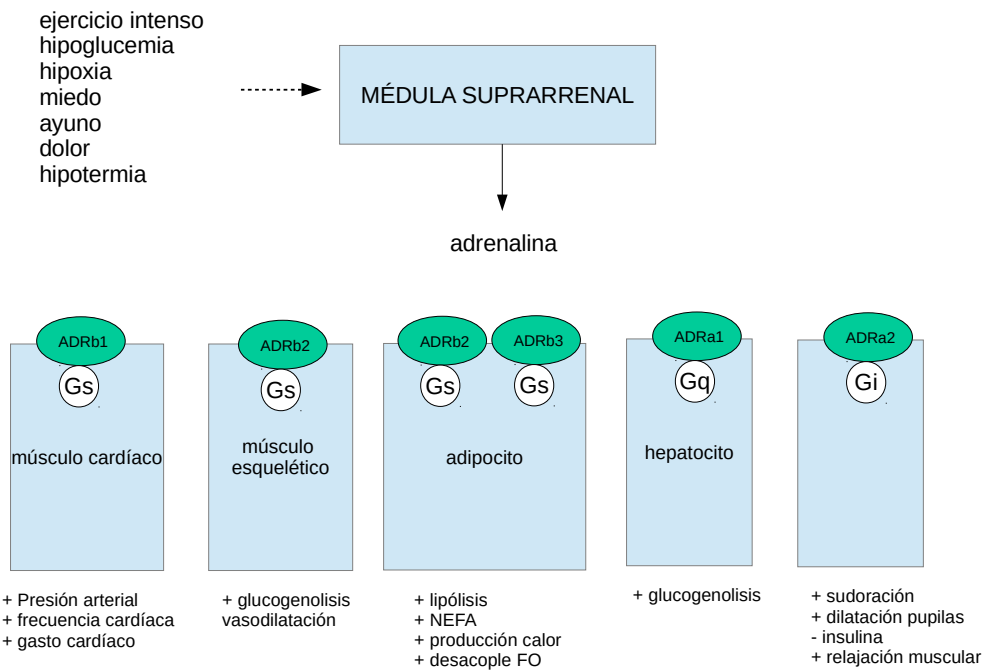 ejercicio intenso
hipoglucemia
hipoxia
miedo
ayuno
dolor
hipotermia
MÉDULA SUPRARRENAL
adrenalina
ADRb1
Gs
músculo cardíaco
+ Presión arterial
+ frecuencia cardíaca
+ gasto cardíaco
ADRb2
Gs
músculo
esquelético
+ glucogenolisis
vasodilatación
ADRb2
ADRb3
Gs
Gs
adipocito
+ lipólisis
+ NEFA
+ producción calor
+ desacople FO
ADRa1
Gq
hepatocito
+ glucogenolisis
ADRa2
Gi
+ sudoración
+ dilatación pupilas
- insulina
+ relajación muscular